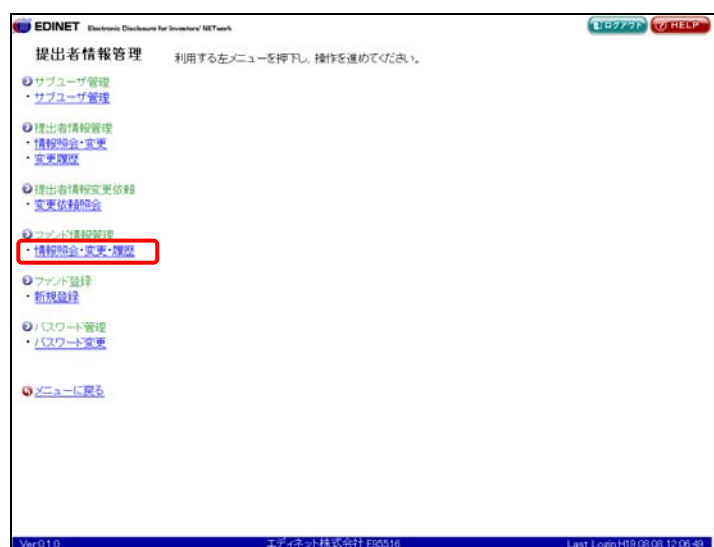 EDINET Electronic Disclosure for Investors' NETwork
ログアウト HELP
提出者情報管理 利用する左メニューを押下し、操作を進めてください。
サブユーザ管理
・サブユーザ管理
提出者情報管理
・情報照会・変更
・変更履歴
提出者情報変更依頼
・変更依頼照会
ファンド情報管理
・情報照会・変更・履歴
ファンド登録
・新規登録
パスワード管理
・パスワード変更
メニューに戻る
Ver.0.1.0 エディネット株式会社 E95516 Last Login:H19.08.08 12:06:49